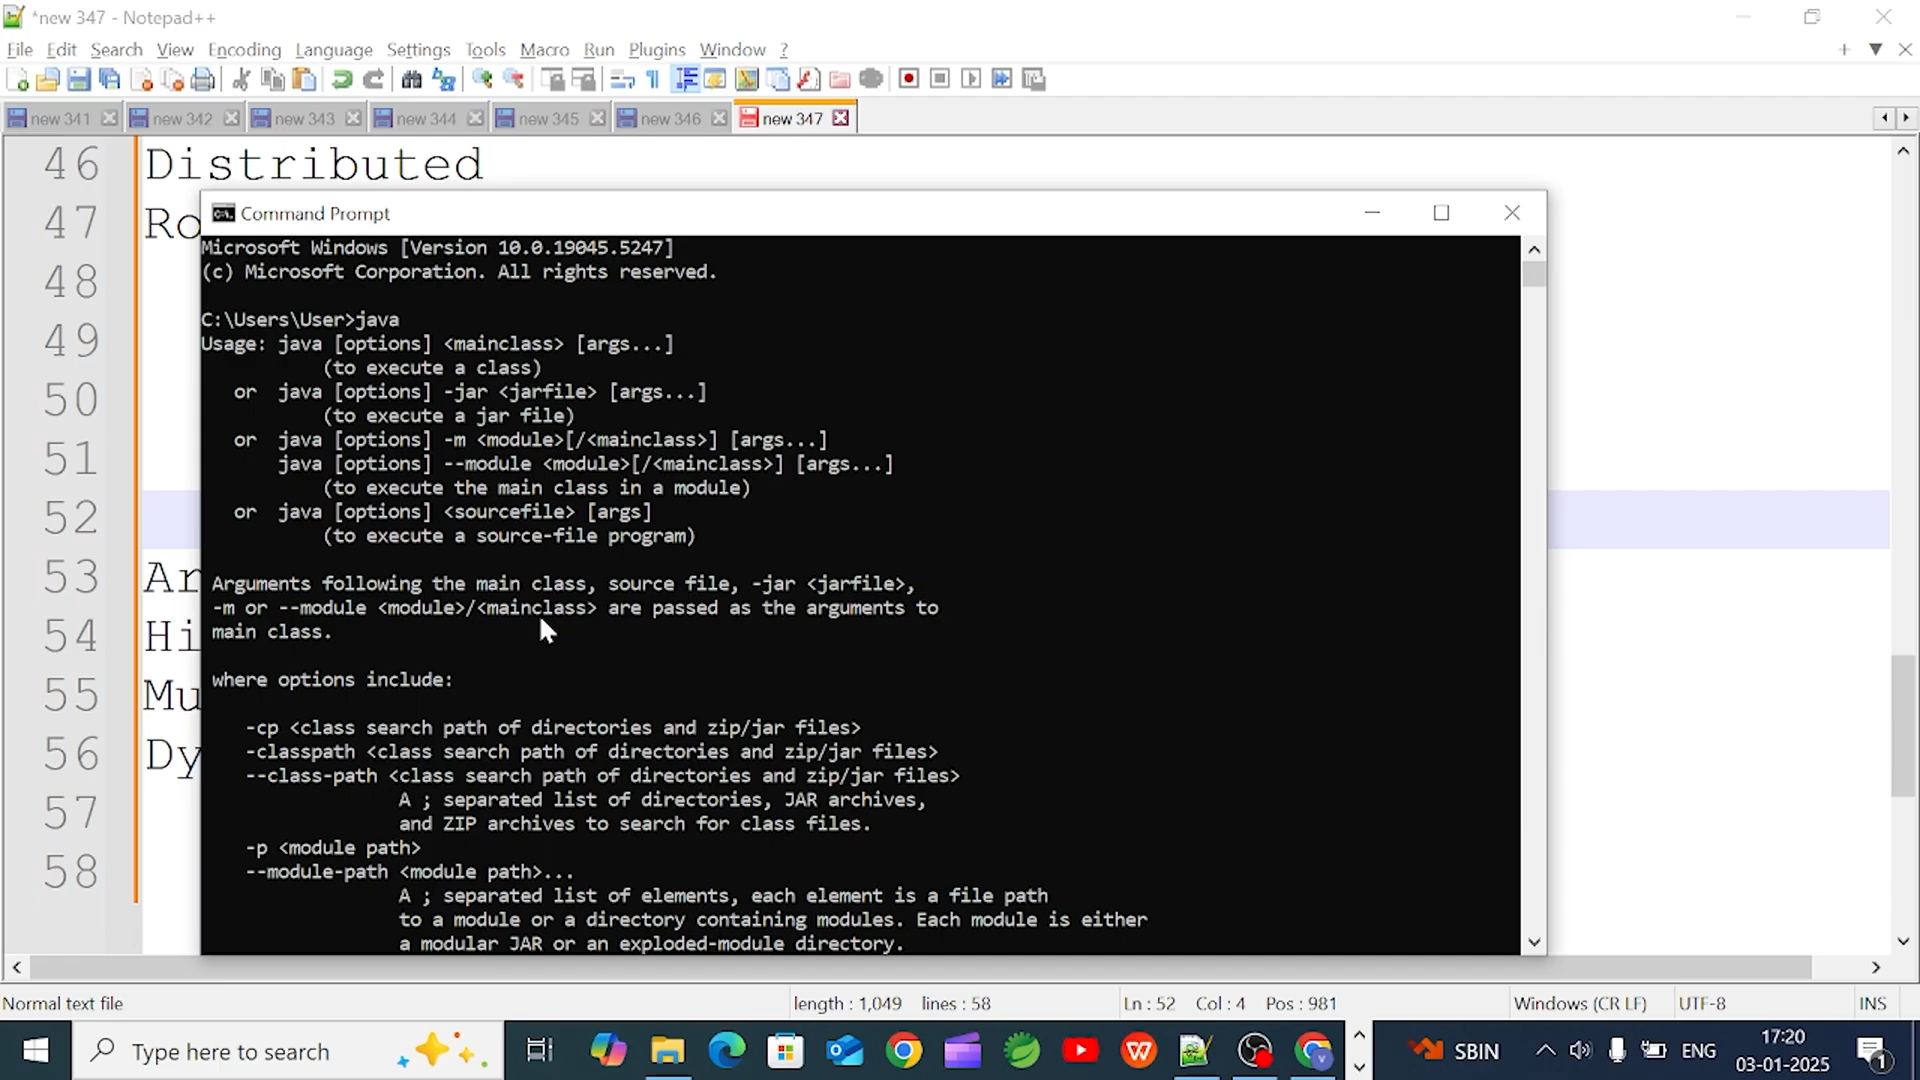 *new 347 - Notepad++
File Edit Search View Encoding Language Settings Tools Macro Run Plugins Window ?
new 341 new 342 new 343 new 344 new 345 new 346 new 347
46 Distributed
47 Ro
48
49
50
51
52
53 Ar
54 Hi
55 Mu
56 Dy
57
58
Command Prompt
Microsoft Windows [Version 10.0.19045.5247]
(c) Microsoft Corporation. All rights reserved.
C:\Users\User>java
Usage: java [options] <mainclass> [args...]
(to execute a class)
or java [options] -jar <jarfile> [args...]
(to execute a jar file)
or java [options] -m <module>[/<mainclass>] [args...]
java [options] --module <module>[/<mainclass>] [args...]
(to execute the main class in a module)
or java [options] <sourcefile> [args]
(to execute a source-file program)
Arguments following the main class, source file, -jar <jarfile>,
-m or --module <module>/<mainclass> are passed as the arguments to
main class.
where options include:
-cp <class search path of directories and zip/jar files>
-classpath <class search path of directories and zip/jar files>
--class-path <class search path of directories and zip/jar files>
A ; separated list of directories, JAR archives,
and ZIP archives to search for class files.
-p <module path>
--module-path <module path>...
A ; separated list of elements, each element is a file path
to a module or a directory containing modules. Each module is either
a modular JAR or an exploded-module directory.
Normal text file length : 1,049 lines : 58 Ln : 52 Col : 4 Pos : 981 Windows (CR LF) UTF-8 INS
Type here to search SBIN ENG 17:20
03-01-2025 1